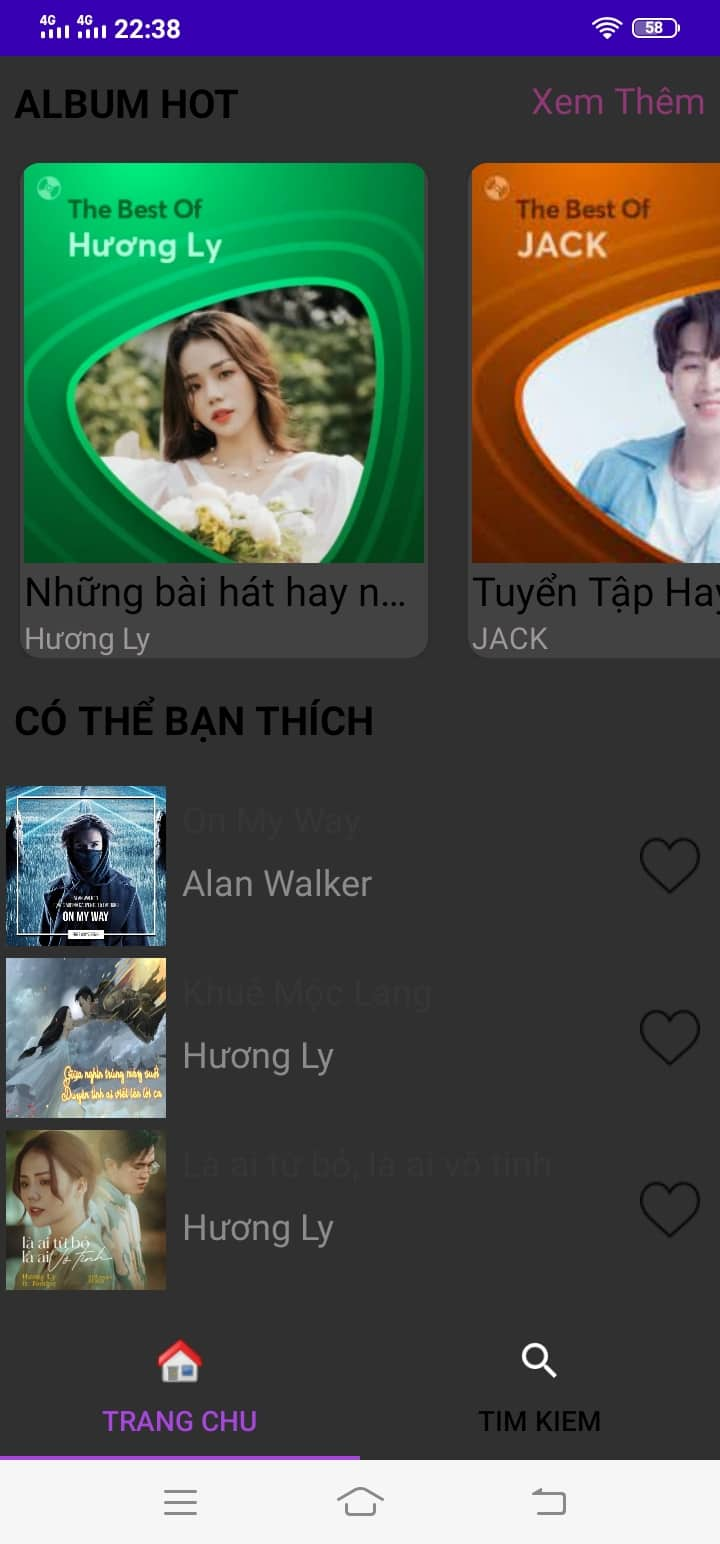 4G 4G 22:38 58
ALBUM HOT Xem Thêm
The Best Of
Hương Ly
The Best Of
JACK
Những bài hát hay n...
Hương Ly
Tuyển Tập Hay
JACK
CÓ THỂ BẠN THÍCH
On My Way
Alan Walker
ON MY WAY
Khuê Mộc Lang
Hương Ly
Giữa nghìn trùng mây
Duyên tình ai viết lên
Là ai từ bỏ, là ai vô tình
Hương Ly
là ai từ bỏ
là ai Vô Tình
Hương Ly
ft Jombie
TRANG CHU
TIM KIEM